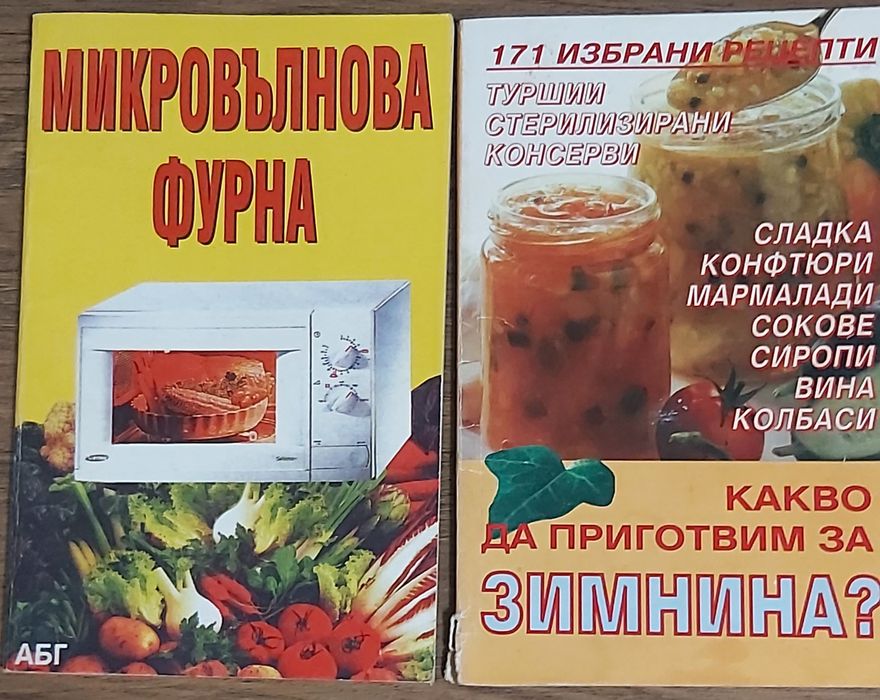 МИКРОВЪЛНОВА
ФУРНА
АБГ
171 ИЗБРАНИ РЕЦЕПТИ
ТУРШИИ
СТЕРИЛИЗИРАНИ
КОНСЕРВИ
СЛАДКА
КОНФТЮРИ
МАРМАЛАДИ
СОКОВЕ
СИРОПИ
ВИНА
КОЛБАСИ
КАКВО
ДА ПРИГОТВИМ ЗА
ЗИМНИНА?